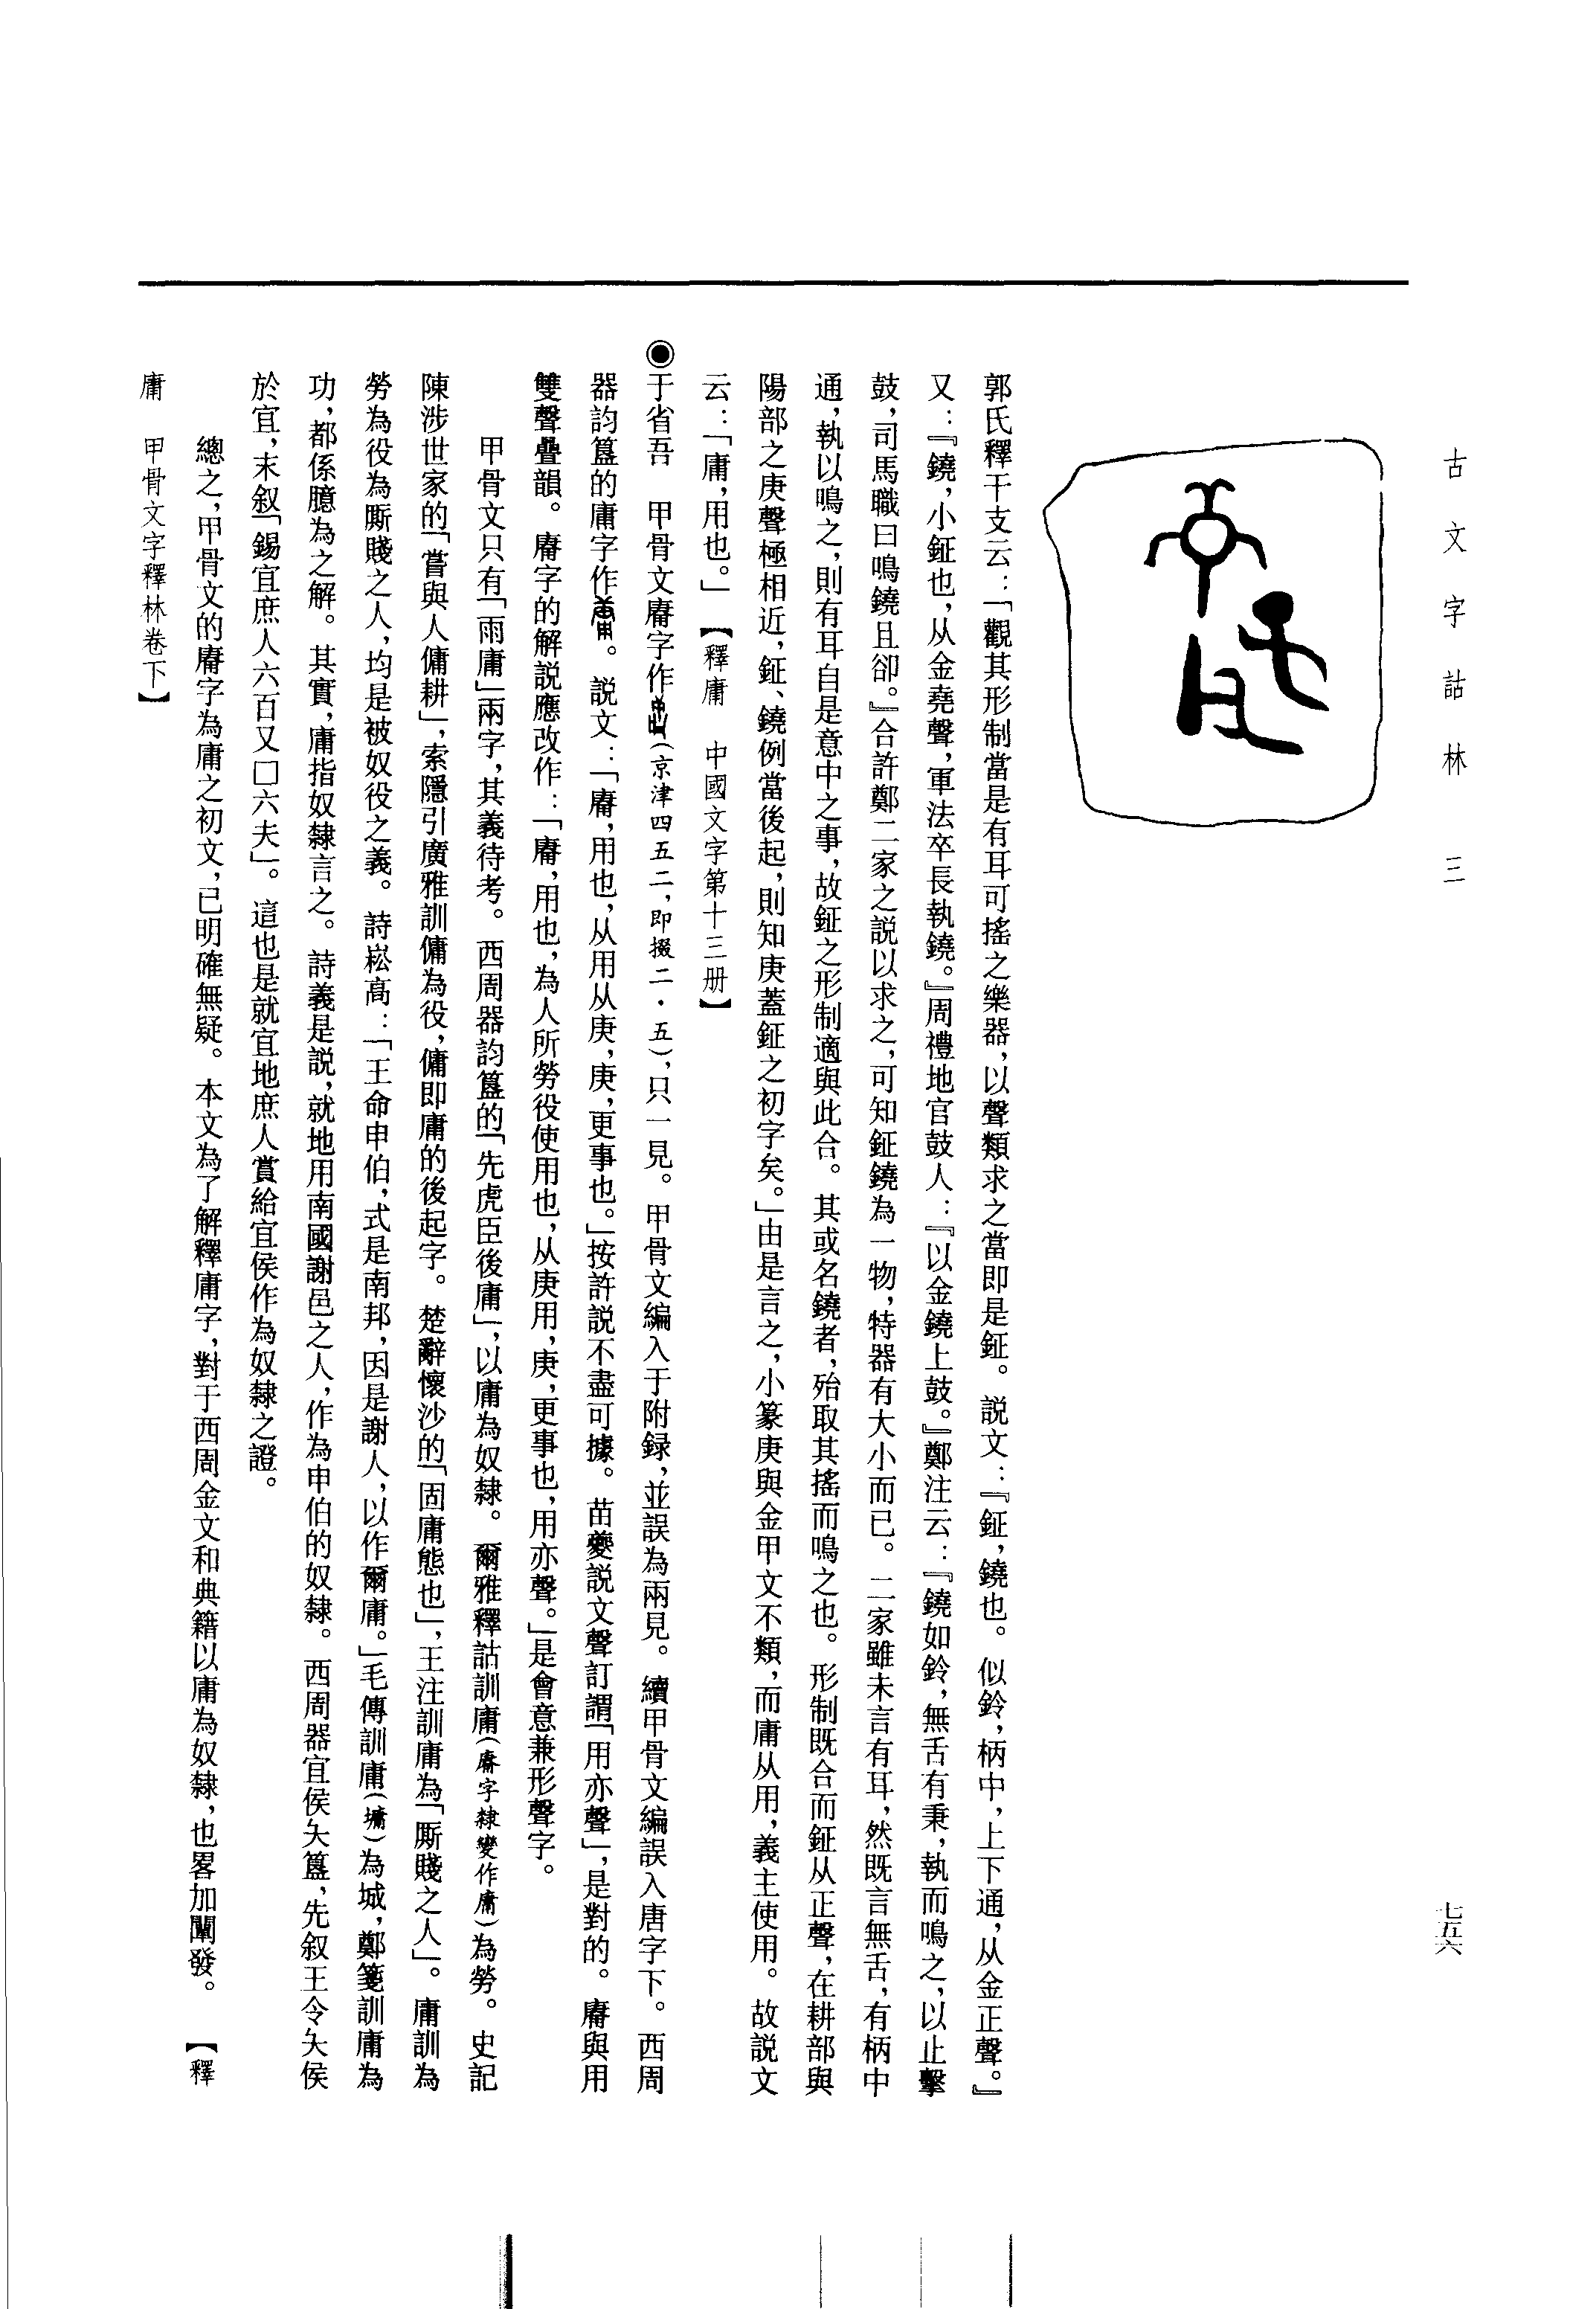 古文字詁林 三
七五六
郭氏釋干支云：「觀其形制當是有耳可搖之樂器，以聲類求之當即是鉦。説文：『鉦，鐃也。似鈴，柄中，上下通，从金正聲。』
又：『鐃，小鉦也，从金堯聲，軍法卒長執鐃。』周禮地官鼓人：『以金鐃止鼓。』鄭注云：『鐃如鈴，無舌有秉，執而鳴之，以止擊
鼓，司馬職曰鳴鐃且卻。』合許鄭二家之説以求之，可知鉦鐃為一物，特器有大小而已。二家雖未言有耳，然既言無舌，有柄中
通，執以鳴之，則有耳自是意中之事，故鉦之形制適與此合。其或名鐃者，殆取其搖而鳴之也。形制既合而鉦从正聲，在耕部與
陽部之庚聲極相近，鉦、鐃例當後起，則知庚蓋鉦之初字矣。」由是言之，小篆庚與金甲文不類，而庸从用，義主使用。故説文
云：「庸，用也。」【釋庸 中國文字第十三册】
◉于省吾 甲骨文𤰈字作（京津四五二，即掇二·五），只一見。甲骨文編入于附録，並誤為兩見。續甲骨文編誤入唐字下。西周
器䚬簋的庸字作。説文：「𤰈，用也，从用从庚，庚，更事也。」按許説不盡可據。苗夔説文聲訂謂「用亦聲」，是對的。𤰈與用
雙聲疊韻。𤰈字的解説應改作：「𤰈，用也，為人所勞役使用也，从庚用，庚，更事也，用亦聲。」是會意兼形聲字。
甲骨文只有「雨庸」兩字，其義待考。西周器訇簋的「先虎臣後庸」，以庸為奴隸。爾雅釋詁訓庸（𤰈字隸變作庸）為勞。史記
陳涉世家的「嘗與人傭耕」，索隱引廣雅訓傭為役，傭即庸的後起字。楚辭懷沙的「固庸態也」，王注訓庸為「厮賤之人」。庸訓為
勞為役為厮賤之人，均是被奴役之義。詩崧高：「王命申伯，式是南邦，因是謝人，以作爾庸。」毛傳訓庸（墉）為城，鄭箋訓庸為
功，都係臆為之解。其實，庸指奴隸言之。詩義是説，就地用南國謝邑之人，作為申伯的奴隸。西周器宜侯夨簋，先叙王令夨侯
於宜，末叙「錫宜庶人六百又□六夫」。這也是就宜地庶人賞給宜侯作為奴隸之證。
總之，甲骨文的𤰈字為庸之初文，已明確無疑。本文為了解釋庸字，對于西周金文和典籍以庸為奴隸，也畧加闡發。【釋
庸 甲骨文字釋林卷下】